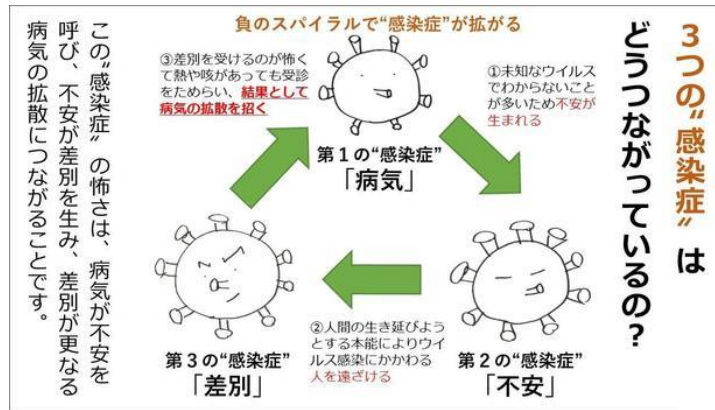 ３つの“感染症”は
どうつながっているの？
負のスパイラルで“感染症”が拡がる
第１の“感染症”
「病気」
①未知なウイルス
でわからないこと
が多いため不安が
生まれる
第２の“感染症”
「不安」
②人間の生き延びよう
とする本能によりウイ
ルス感染にかかわる
人を遠ざける
第３の“感染症”
「差別」
③差別を受けるのが怖く
て熱や咳があっても受診
をためらい、結果として
病気の拡散を招く
この“感染症”の怖さは、病気が不安を
呼び、不安が差別を生み、差別が更なる
病気の拡散につながることです。